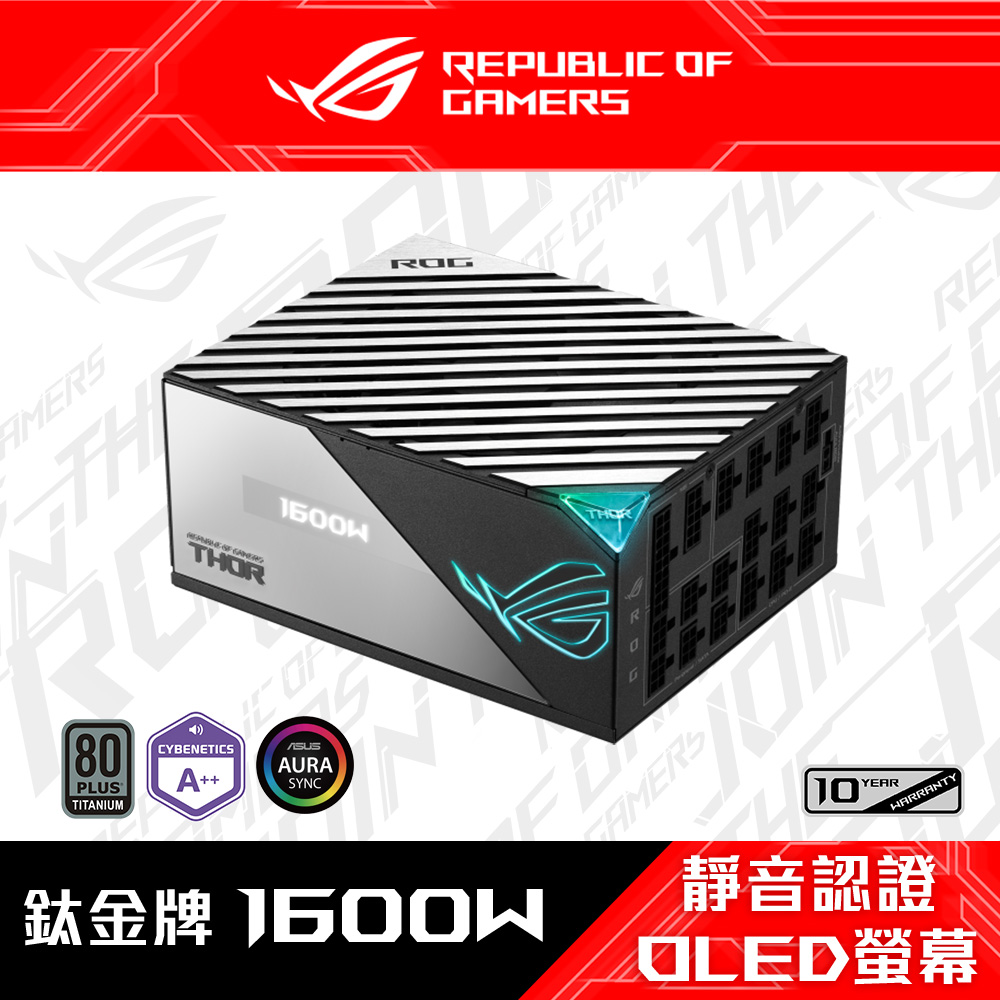 REPUBLIC OF
GAMERS
ROG
1600W
REPUBLIC OF GAMERS
THOR
THOR
ROG
80
PLUS
TITANIUM
CYBENETICS
A++
ASUS
AURA
SYNC
10 YEAR
WARRANTY
鈦金牌 1600W
靜音認證
OLED螢幕